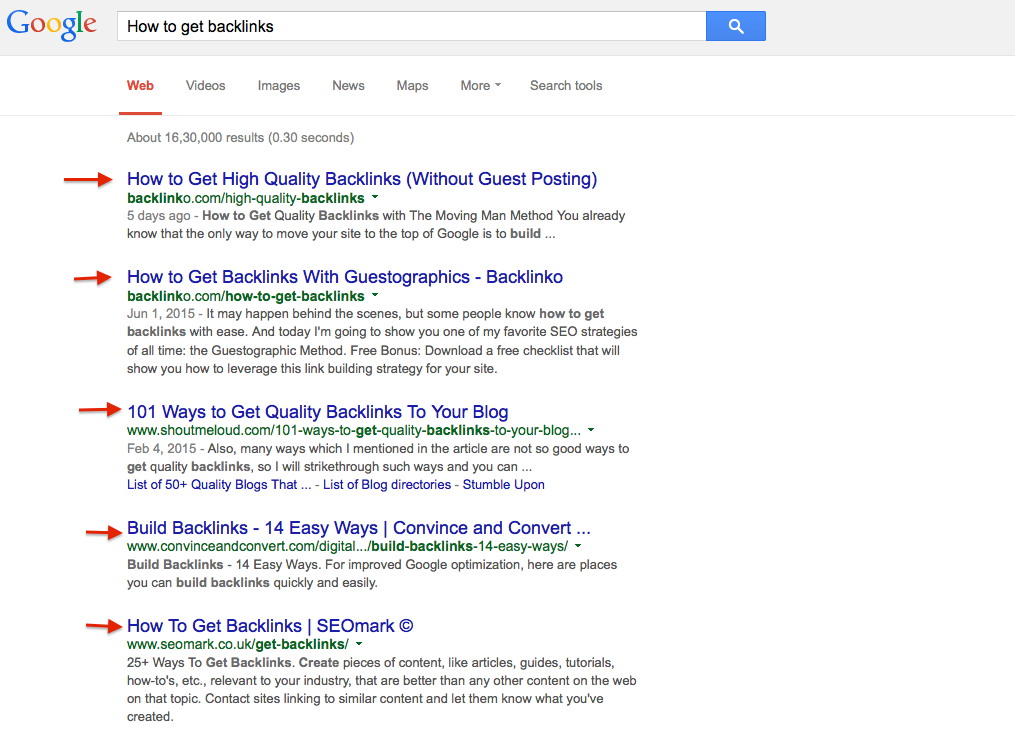 Google
How to get backlinks
Web Videos Images News Maps More Search tools
About 16,30,000 results (0.30 seconds)
How to Get High Quality Backlinks (Without Guest Posting)
backlinko.com/high-quality-backlinks
5 days ago - How to Get Quality Backlinks with The Moving Man Method You already
know that the only way to move your site to the top of Google is to build ...
How to Get Backlinks With Guestographics - Backlinko
backlinko.com/how-to-get-backlinks
Jun 1, 2015 - It may happen behind the scenes, but some people know how to get
backlinks with ease. And today I'm going to show you one of my favorite SEO strategies
of all time: the Guestographic Method. Free Bonus: Download a free checklist that will
show you how to leverage this link building strategy for your site.
101 Ways to Get Quality Backlinks To Your Blog
www.shoutmeloud.com/101-ways-to-get-quality-backlinks-to-your-blog...
Feb 4, 2015 - Also, many ways which I mentioned in the article are not so good ways to
get quality backlinks, so I will strikethrough such ways and you can ...
List of 50+ Quality Blogs That ... - List of Blog directories - Stumble Upon
Build Backlinks - 14 Easy Ways | Convince and Convert ...
www.convinceandconvert.com/digital.../build-backlinks-14-easy-ways/
Build Backlinks - 14 Easy Ways. For improved Google optimization, here are places
you can build backlinks quickly and easily.
How To Get Backlinks | SEOmark ©
www.seomark.co.uk/get-backlinks/
25+ Ways To Get Backlinks. Create pieces of content, like articles, guides, tutorials,
how-to's, etc., relevant to your industry, that are better than any other content on the web
on that topic. Contact sites linking to similar content and let them know what you've
created.